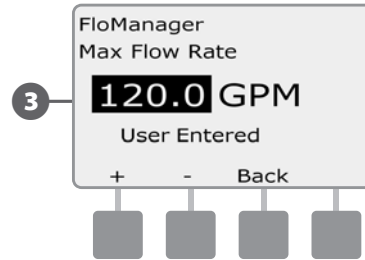 FloManager
Max Flow Rate
3
120.0 GPM
User Entered
+ - Back